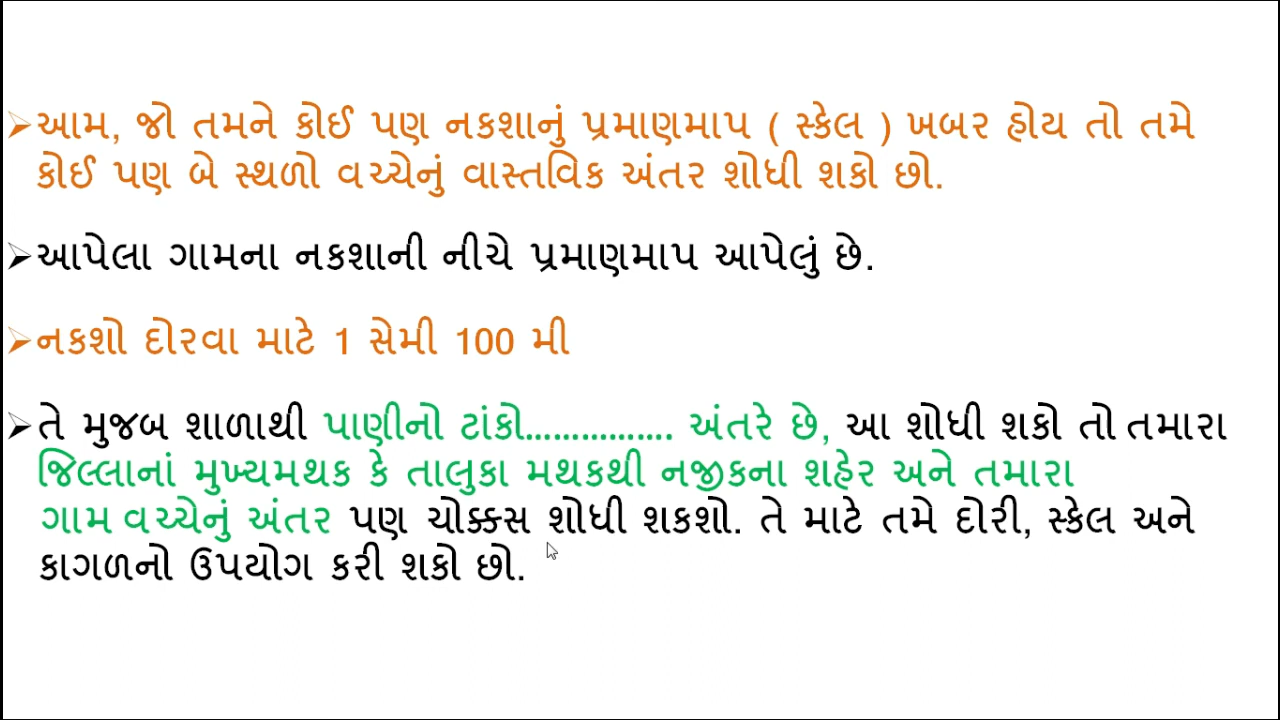 ➢આમ, જો તમને કોઈ પણ નકશાનું પ્રમાણમાપ ( સ્કેલ ) ખબર હોય તો તમે
કોઈ પણ બે સ્થળો વચ્ચેનું વાસ્તવિક અંતર શોધી શકો છો.
➢આપેલા ગામના નકશાની નીચે પ્રમાણમાપ આપેલું છે.
➢નકશો દોરવા માટે 1 સેમી 100 મી
➢તે મુજબ શાળાથી પાણીનો ટાંકો................ અંતરે છે, આ શોધી શકો તો તમારા
જિલ્લાનાં મુખ્યમથક કે તાલુકા મથકથી નજીકના શહેર અને તમારા
ગામ વચ્ચેનું અંતર પણ ચોક્કસ શોધી શકશો. તે માટે તમે દોરી, સ્કેલ અને
કાગળનો ઉપયોગ કરી શકો છો.